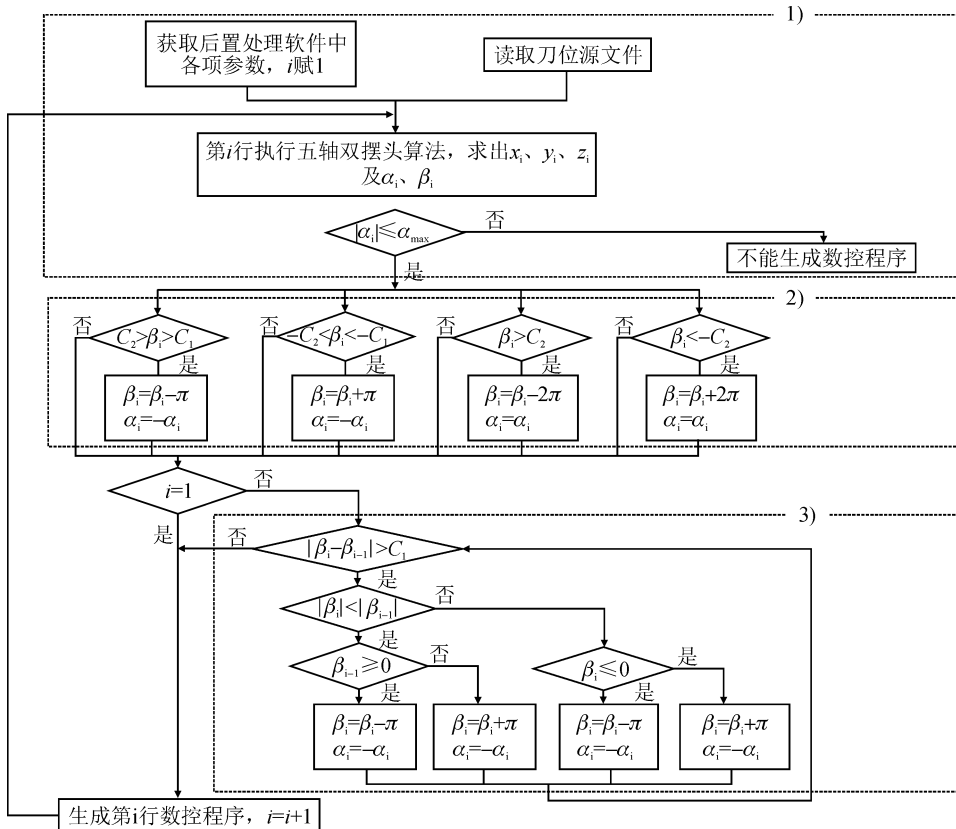 1)
获取后置处理软件中
各项参数，i赋1
读取刀位源文件
第i行执行五轴双摆头算法，求出xi、yi、zi
及αi、βi
|αi|≤αmax
否
是
不能生成数控程序
2)
否
C2>βi>C1
是
βi=βi−π
αi=−αi
否
−C2<βi<−C1
是
βi=βi+π
αi=−αi
否
βi>C2
是
βi=βi−2π
αi=αi
否
βi<−C2
是
βi=βi+2π
αi=αi
i=1
否
是
3)
否
|βi−βi−1|>C1
是
|βi|<|βi−1|
否
是
βi−1≥0
否
是
βi≤0
是
是
βi=βi−π
αi=−αi
βi=βi+π
αi=−αi
βi=βi−π
αi=−αi
βi=βi+π
αi=−αi
生成第i行数控程序，i=i+1